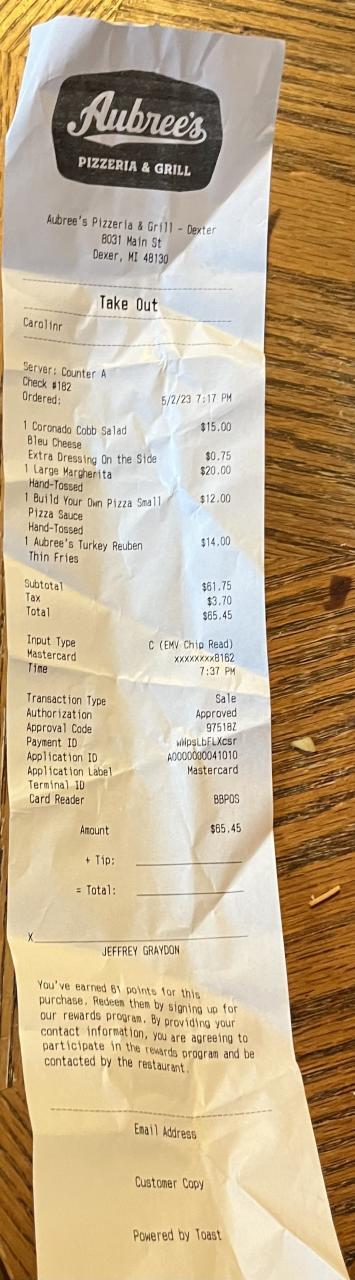 Aubree's
PIZZERIA & GRILL
Aubree's Pizzeria & Grill - Dexter
8031 Main St
Dexer, MI 48130
Take Out
Carolinr
Server: Counter A
Check #182
Ordered: 5/2/23 7:17 PM
1 Coronado Cobb Salad $15.00
Bleu Cheese
Extra Dressing On the Side $0.75
1 Large Margherita $20.00
Hand-Tossed
1 Build Your Own Pizza Small $12.00
Pizza Sauce
Hand-Tossed
1 Aubree's Turkey Reuben $14.00
Thin Fries
Subtotal $61.75
Tax $3.70
Total $65.45
Input Type C (EMV Chip Read)
Mastercard xxxxxxxx8162
Time 7:37 PM
Transaction Type Sale
Authorization Approved
Approval Code 97518Z
Payment ID wWpsLbFLXcsr
Application ID A0000000041010
Application Label Mastercard
Terminal ID
Card Reader BBPOS
Amount $65.45
+ Tip:
= Total:
X
JEFFREY GRAYDON
You've earned 61 points for this
purchase. Redeem them by signing up for
our rewards program. By providing your
contact information, you are agreeing to
participate in the rewards program and be
contacted by the restaurant.
Email Address
Customer Copy
Powered by Toast